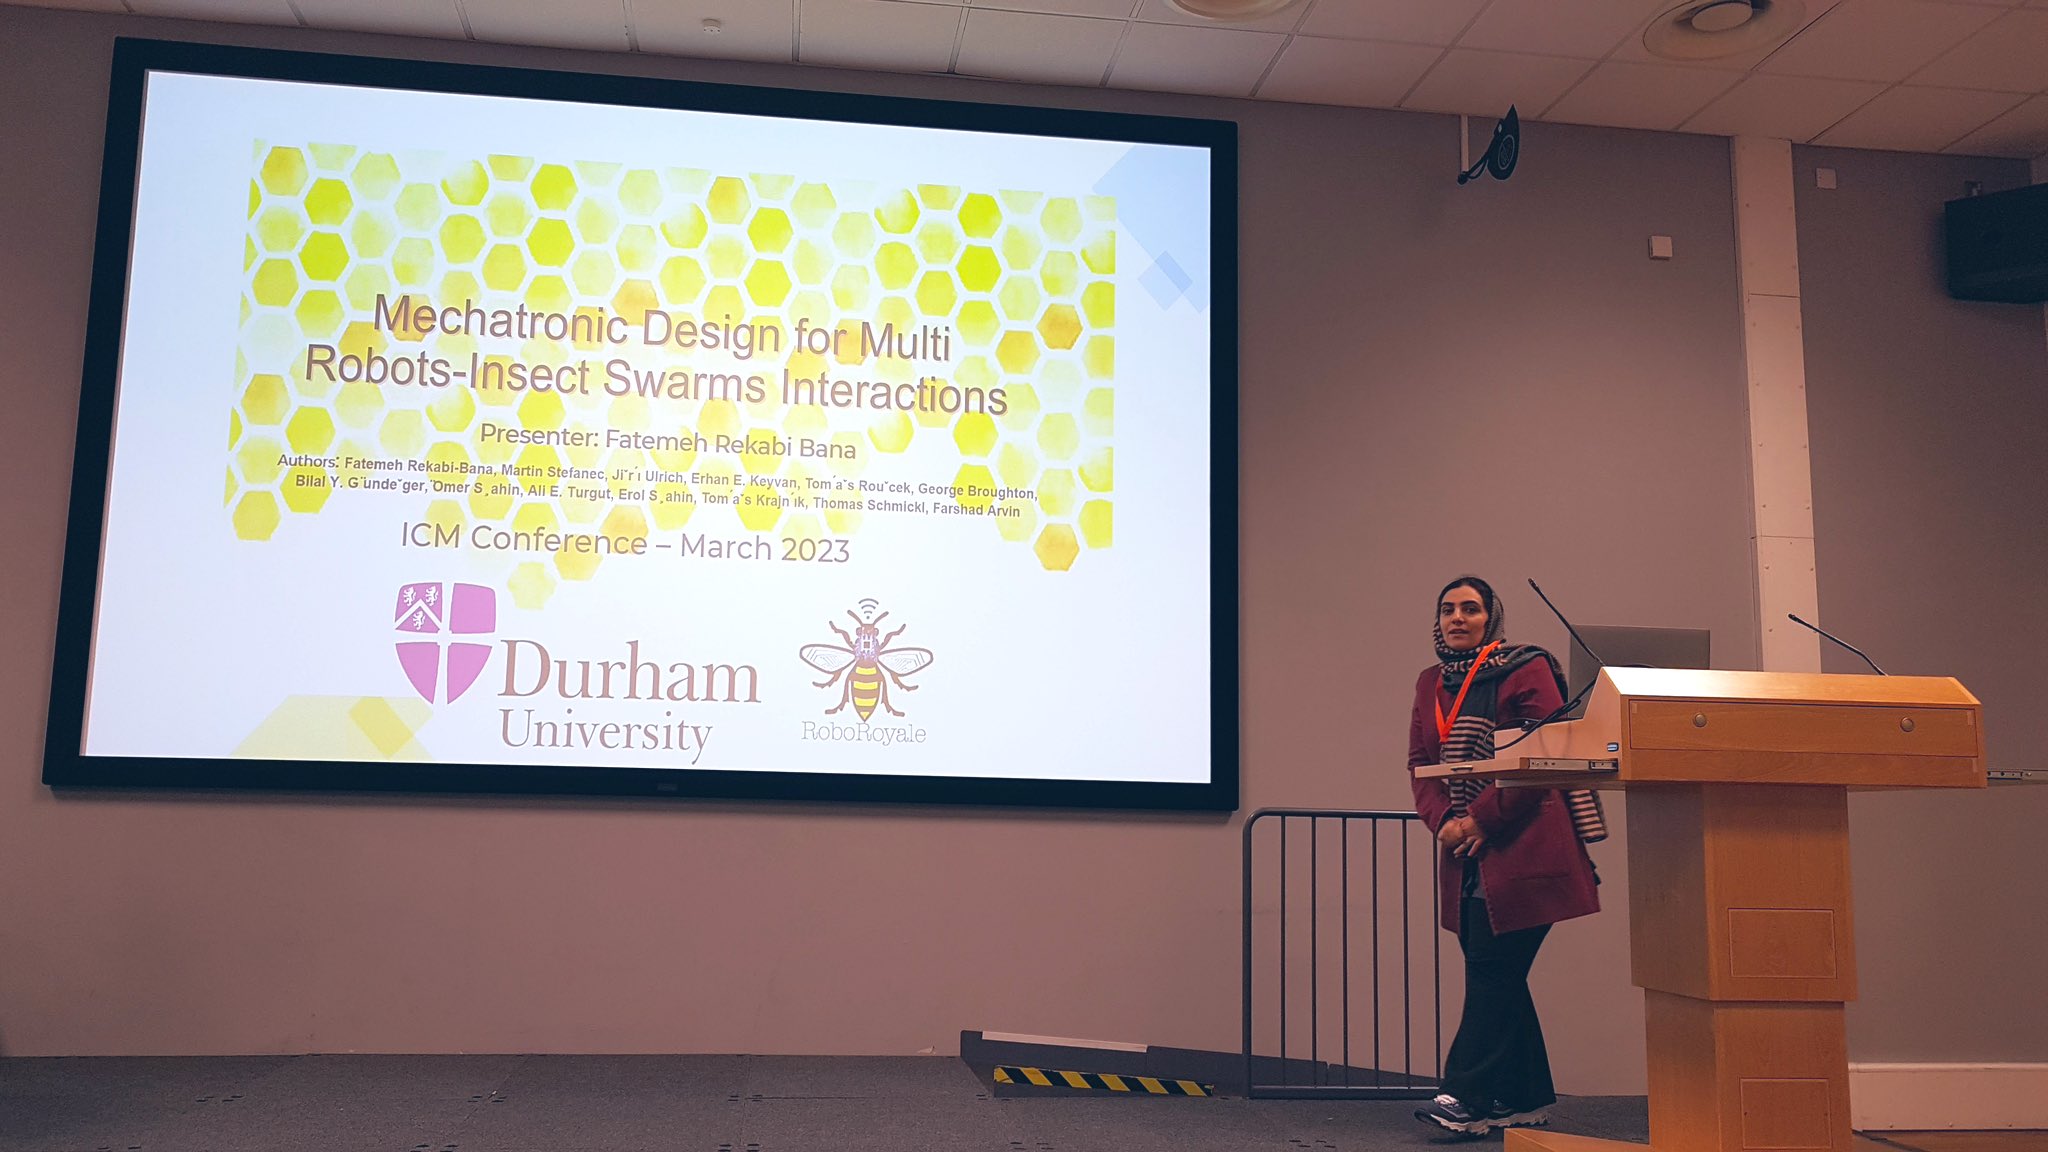 Mechatronic Design for Multi
Robots-Insect Swarms Interactions
Presenter: Fatemeh Rekabi Bana
Authors: Fatemeh Rekabi-Bana, Martin Stefanec, Jiˇr´ı Ulrich, Erhan E. Keyvan, Tom´aˇs Rouˇcek, George Broughton,
Bilal Y. G¨undeˇger, ¨Omer S¸ahin, Ali E. Turgut, Erol S¸ahin, Tom´aˇs Krajn´ık, Thomas Schmickl, Farshad Arvin
ICM Conference – March 2023
Durham
University
RoboRoyale